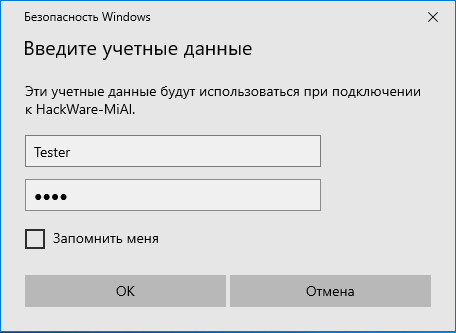 Безопасность Windows
Введите учетные данные
Эти учетные данные будут использоваться при подключении
к HackWare-MiAl.
Tester
●●●●
Запомнить меня
OK
Отмена